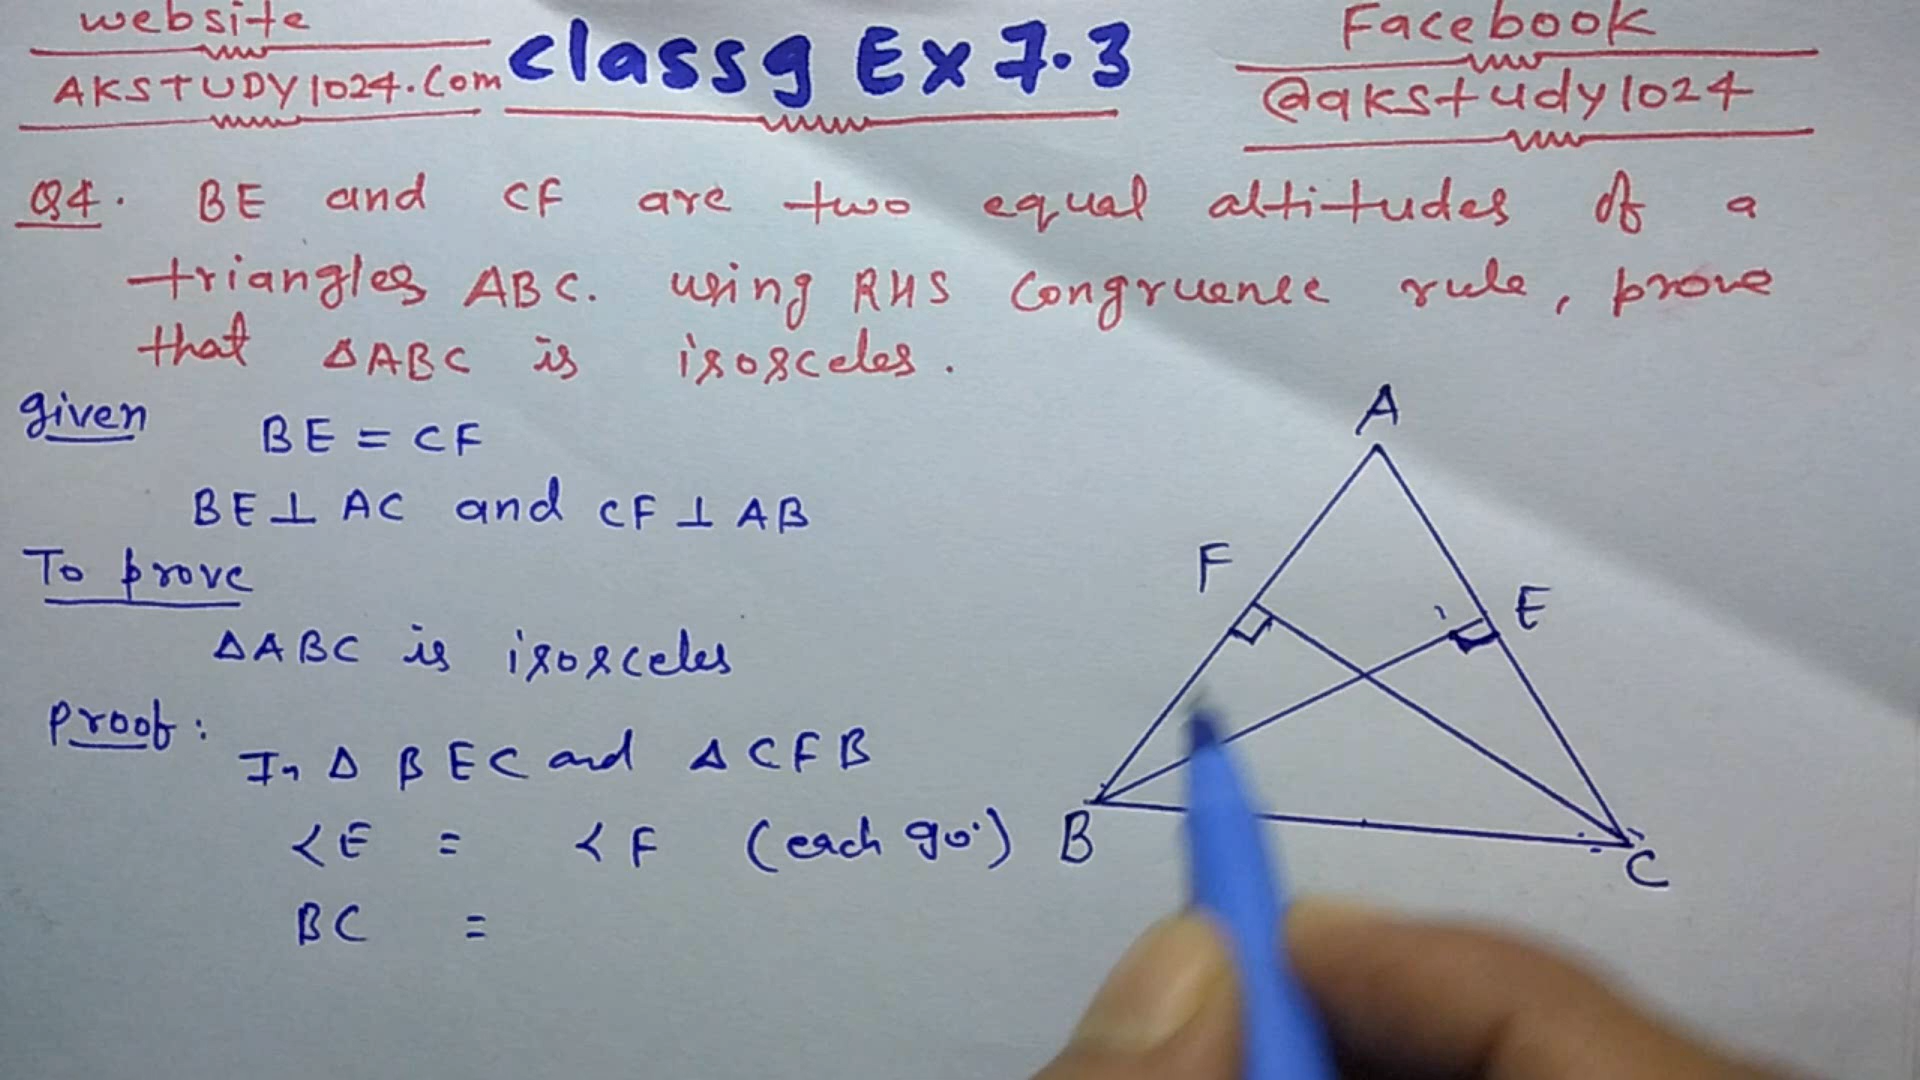 website
AKSTUDY1024.Com
class 9 Ex 7.3
Facebook
@akstudy1024
Q4. BE and CF are two equal altitudes of a
triangles ABC. using RHS Congruence rule, prove
that ΔABC is isosceles.
given BE = CF
BE ⊥ AC and CF ⊥ AB
To prove
ΔABC is isosceles
Proof:
In Δ BEC and Δ CFB
<E = <F (each 90°)
BC =
A
F
E
B
C